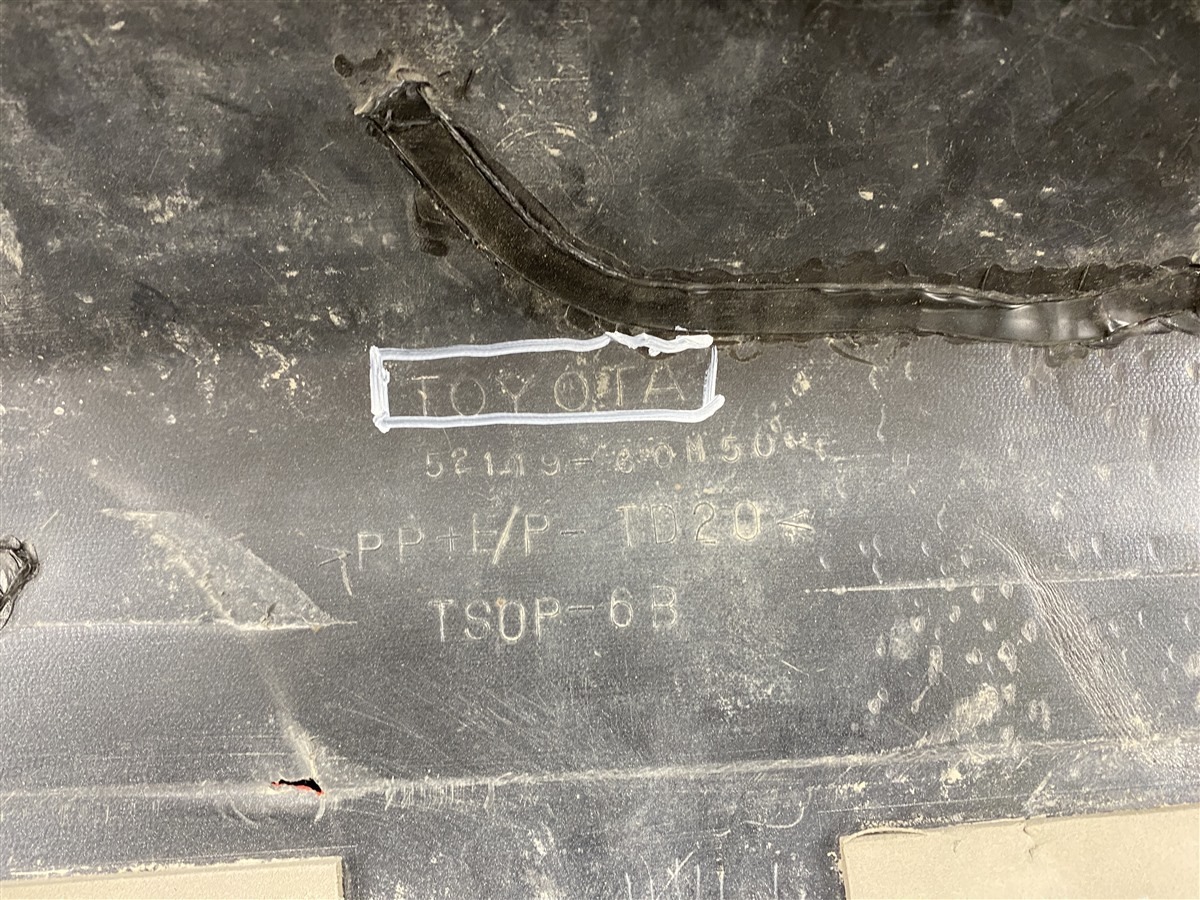 TOYOTA
52119-60M50
>PP+E/P-TD20<
TSOP-6B